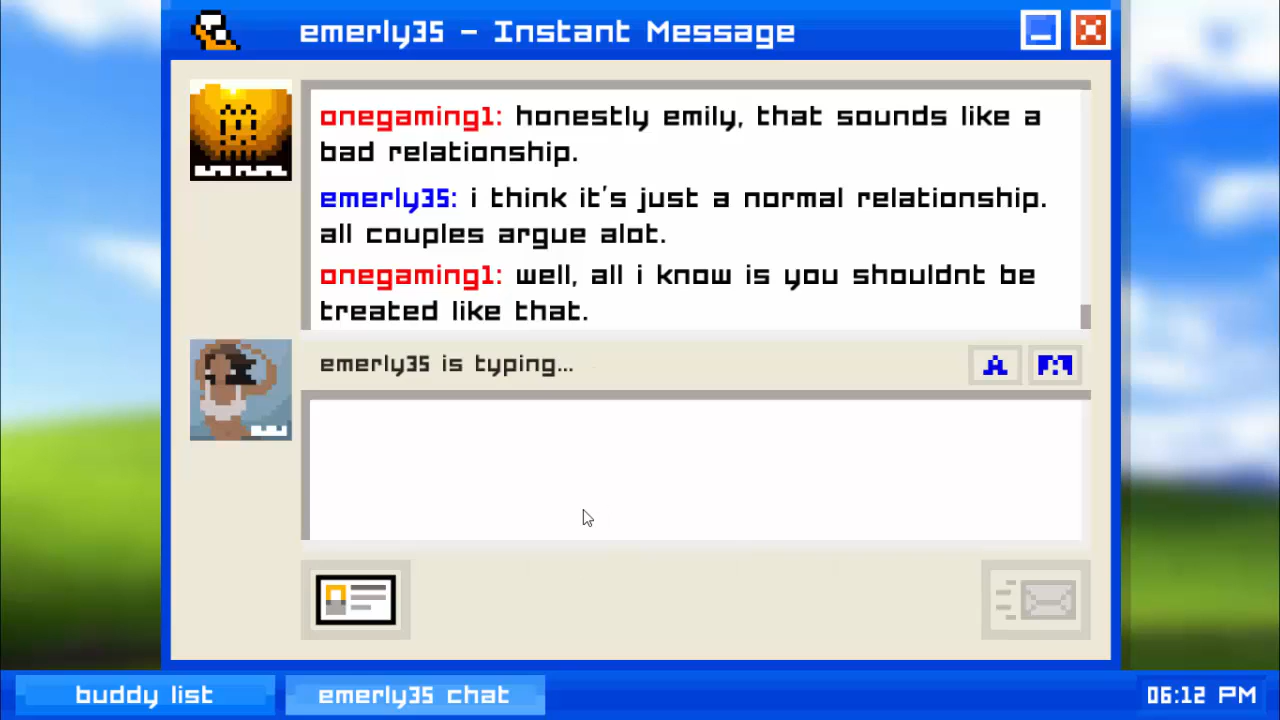 emerly35 - Instant Message
onegaming1: honestly emily, that sounds like a
bad relationship.
emerly35: i think it's just a normal relationship.
all couples argue alot.
onegaming1: well, all i know is you shouldnt be
treated like that.
emerly35 is typing...
A
buddy list
emerly35 chat
06:12 PM